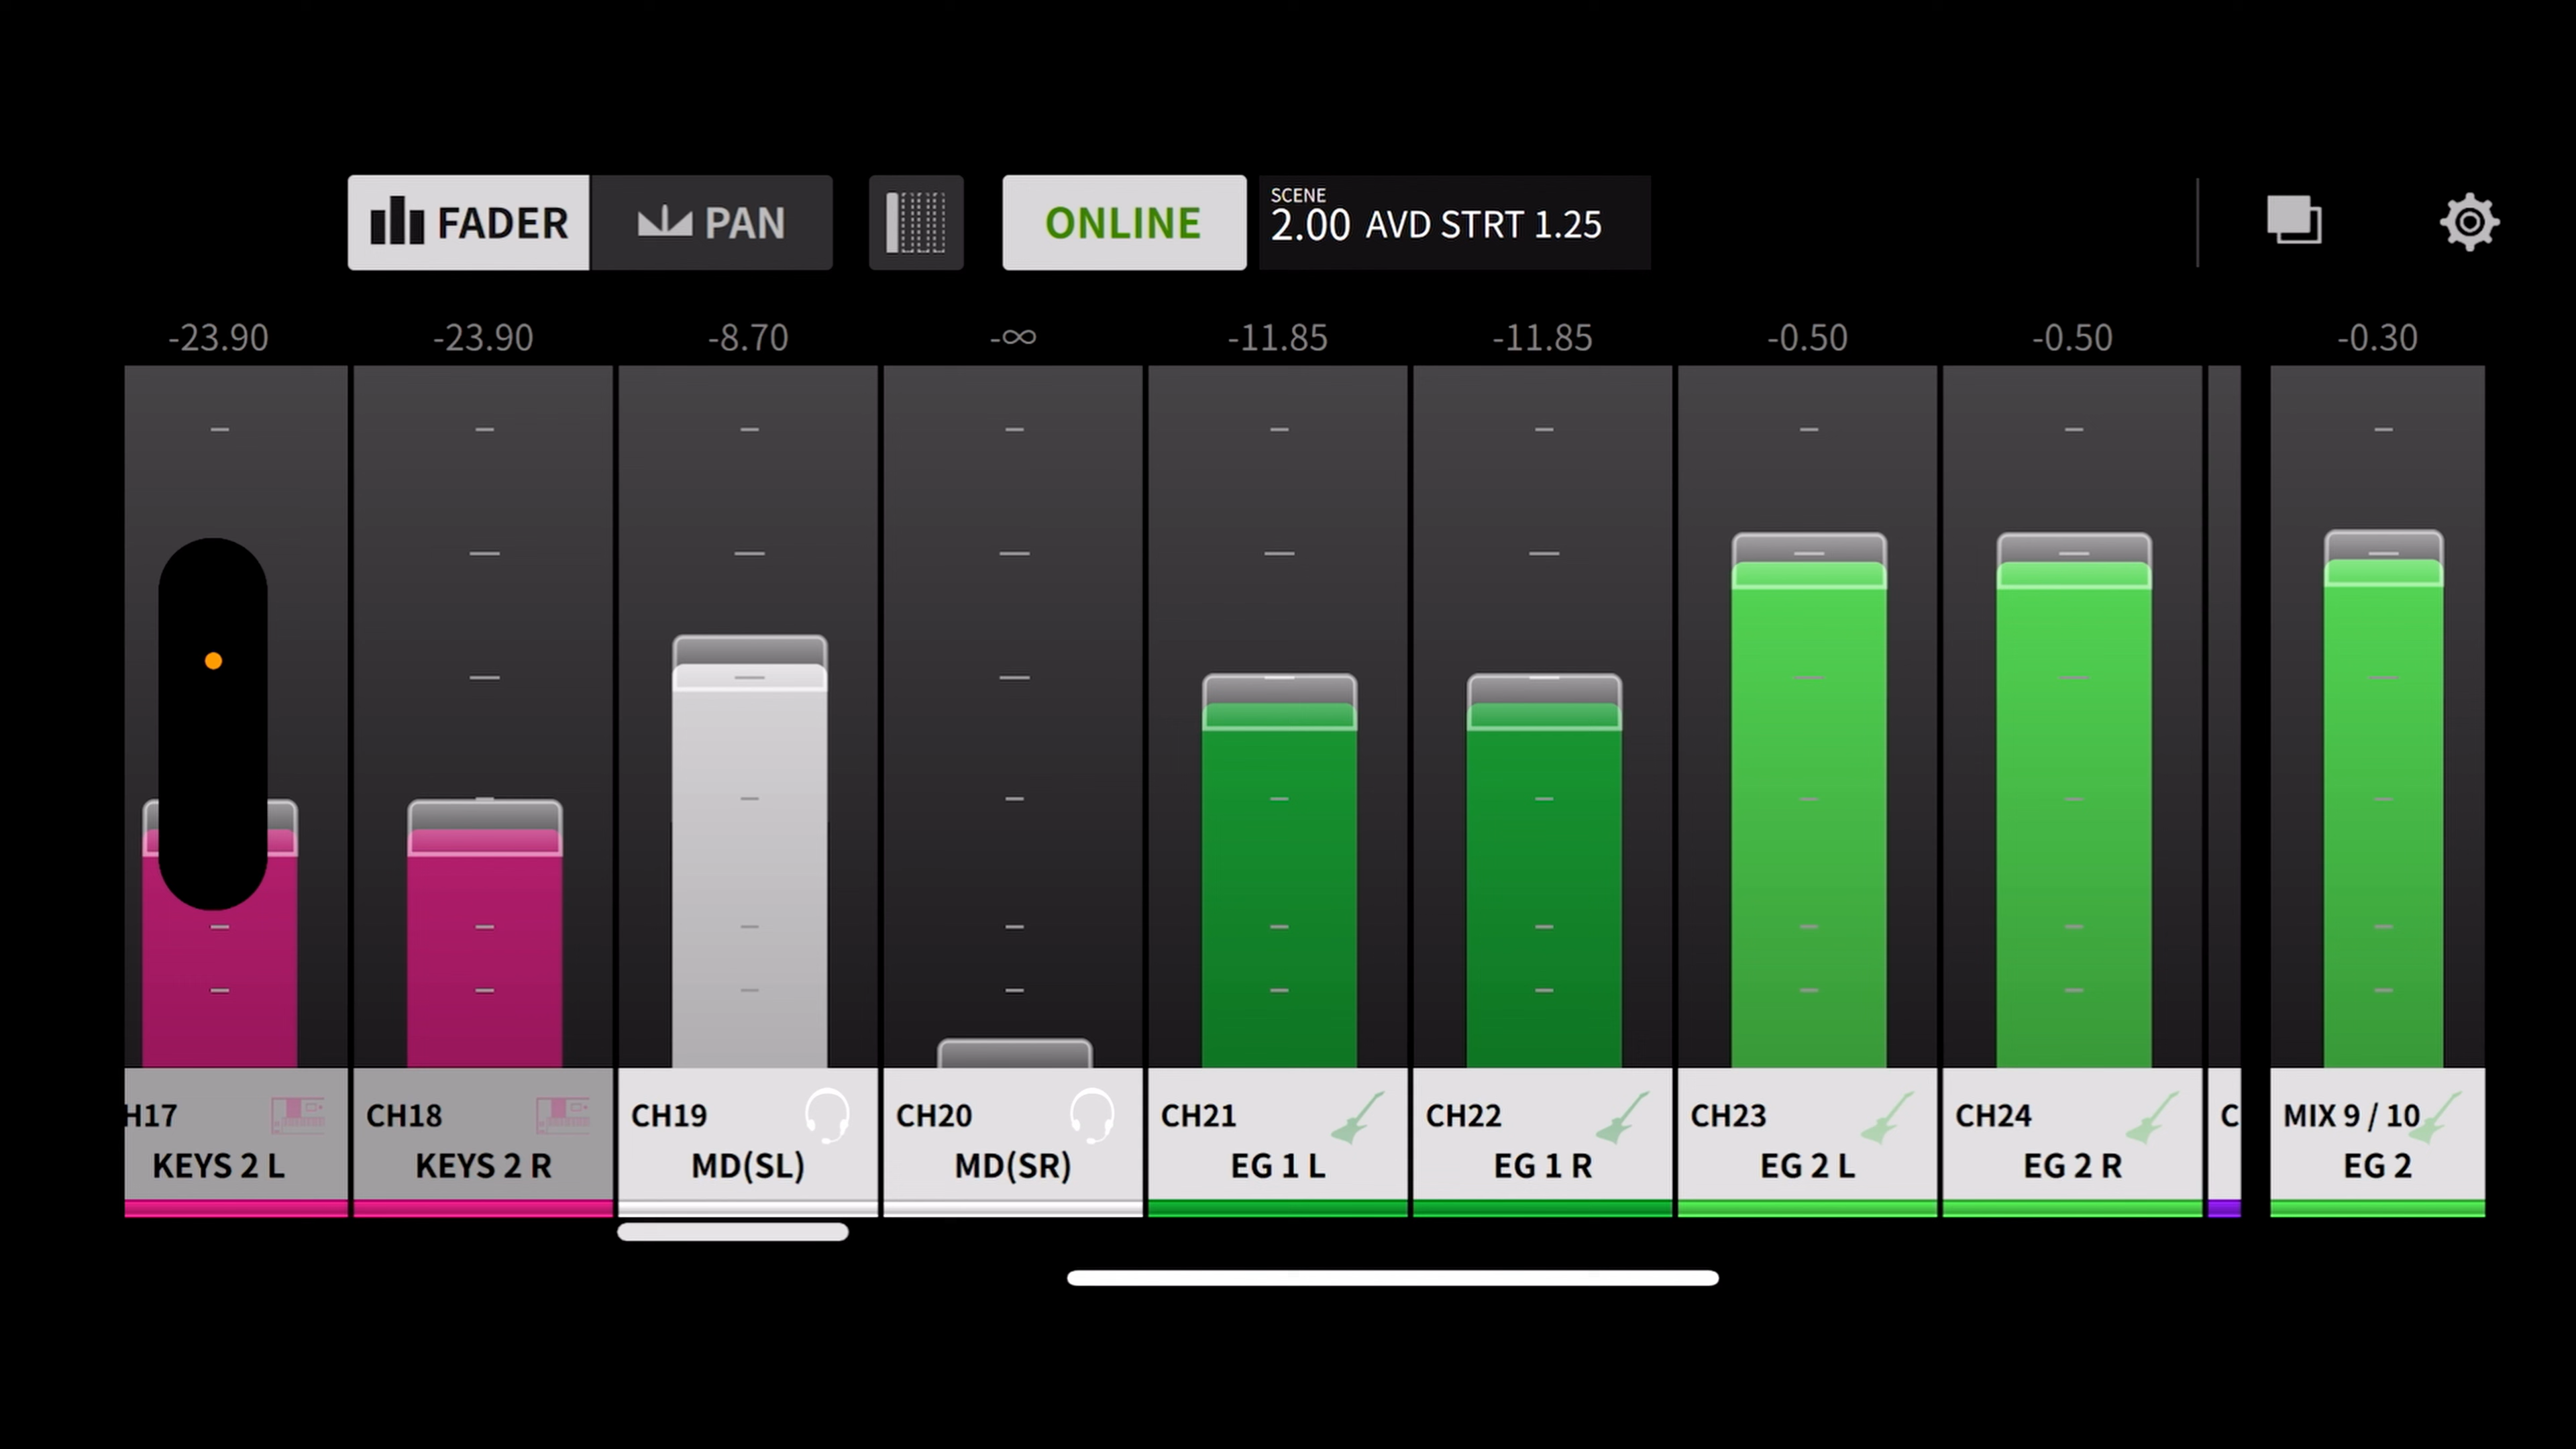 FADER PAN ONLINE SCENE
2.00 AVD STRT 1.25
-23.90 -23.90 -8.70 -∞ -11.85 -11.85 -0.50 -0.50 -0.30
H17 CH18 CH19 CH20 CH21 CH22 CH23 CH24 C MIX 9 / 10
KEYS 2 L KEYS 2 R MD(SL) MD(SR) EG 1 L EG 1 R EG 2 L EG 2 R EG 2